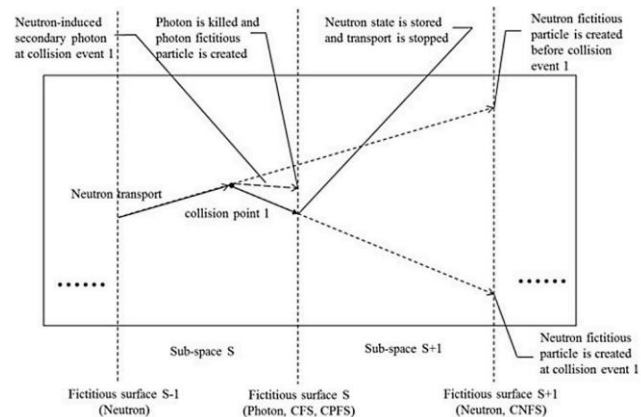 Neutron-induced
secondary photon
at collision event 1
Photon is killed and
photon fictitious
particle is created
Neutron state is stored
and transport is stopped
Neutron fictitious
particle is created
before collision
event 1
Neutron transport
collision point 1
......
......
Sub-space S
Sub-space S+1
Neutron fictitious
particle is created
at collision event 1
Fictitious surface S-1
(Neutron)
Fictitious surface S
(Photon, CFS, CPFS)
Fictitious surface S+1
(Neutron, CNFS)